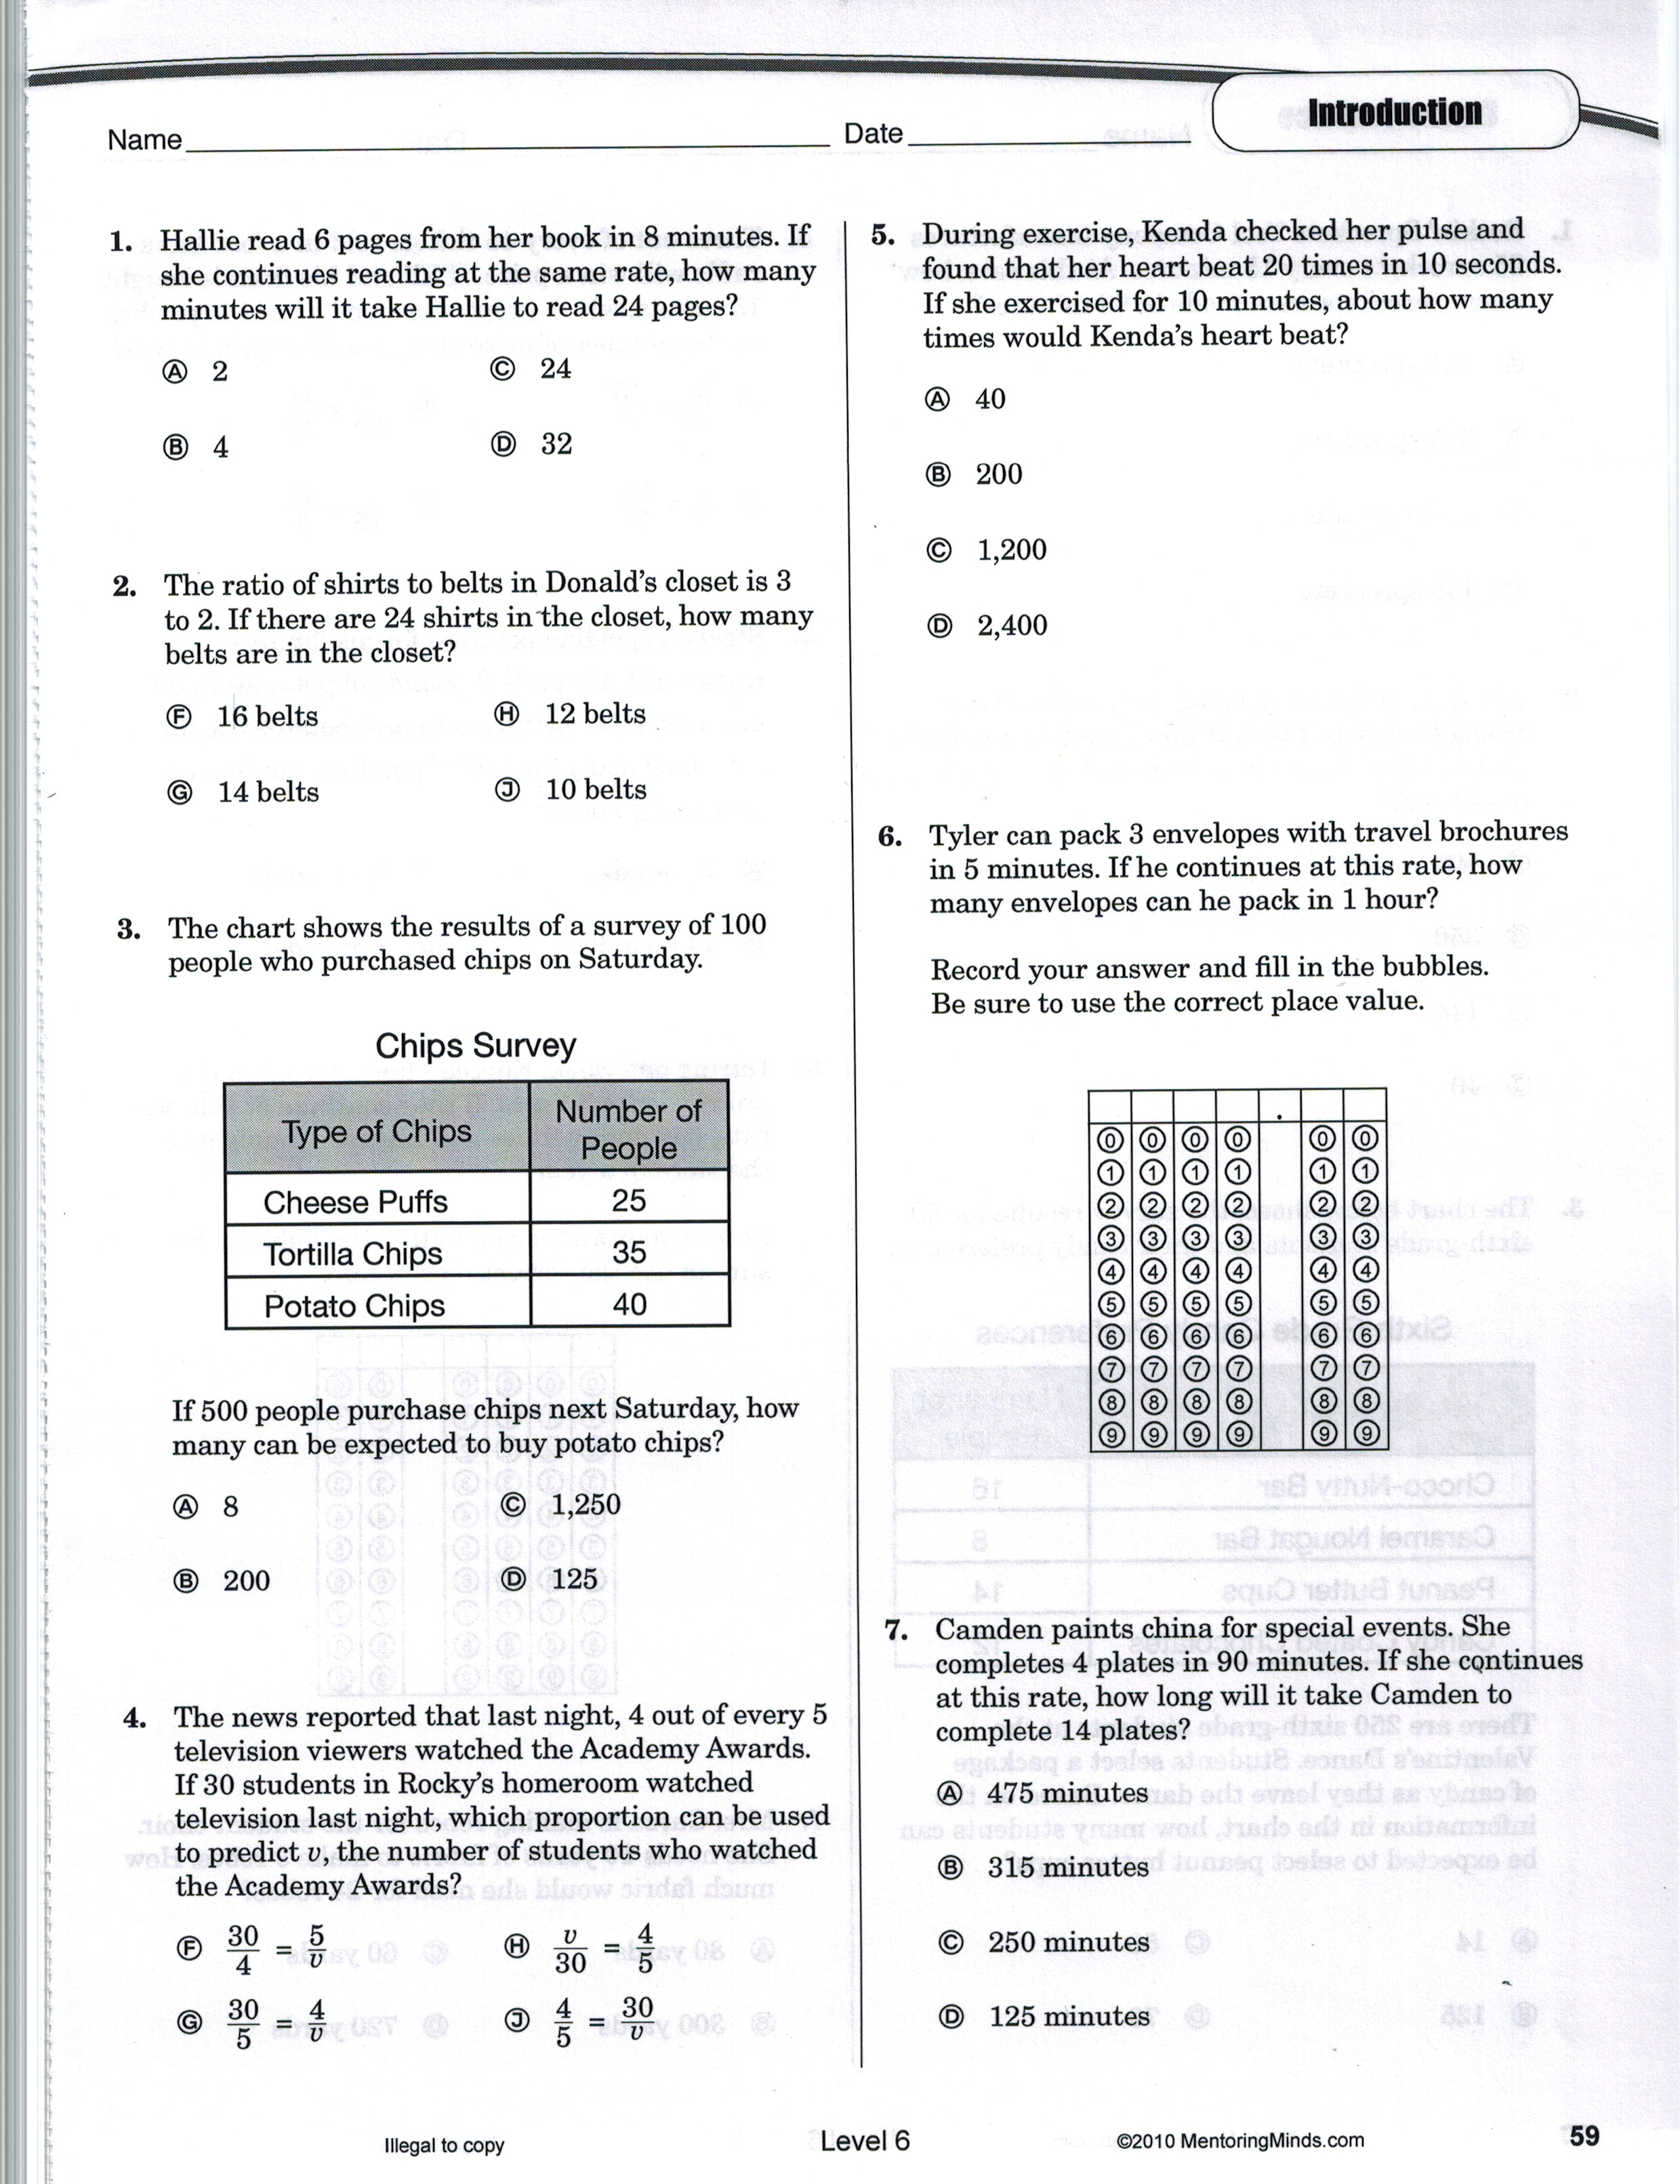 Introduction
Name
Date
1. Hallie read 6 pages from her book in 8 minutes. If
she continues reading at the same rate, how many
minutes will it take Hallie to read 24 pages?
Ⓐ 2
Ⓒ 24
Ⓑ 4
Ⓓ 32
2. The ratio of shirts to belts in Donald's closet is 3
to 2. If there are 24 shirts in the closet, how many
belts are in the closet?
Ⓕ 16 belts
Ⓗ 12 belts
Ⓖ 14 belts
Ⓙ 10 belts
3. The chart shows the results of a survey of 100
people who purchased chips on Saturday.
Chips Survey
Type of Chips
Number of
People
Cheese Puffs 25
Tortilla Chips 35
Potato Chips 40
If 500 people purchase chips next Saturday, how
many can be expected to buy potato chips?
Ⓐ 8
Ⓒ 1,250
Ⓑ 200
Ⓓ 125
4. The news reported that last night, 4 out of every 5
television viewers watched the Academy Awards.
If 30 students in Rocky's homeroom watched
television last night, which proportion can be used
to predict v, the number of students who watched
the Academy Awards?
Ⓕ 30/4 = 5/v
Ⓗ v/30 = 4/5
Ⓖ 30/5 = 4/v
Ⓙ 4/5 = 30/v
5. During exercise, Kenda checked her pulse and
found that her heart beat 20 times in 10 seconds.
If she exercised for 10 minutes, about how many
times would Kenda's heart beat?
Ⓐ 40
Ⓑ 200
Ⓒ 1,200
Ⓓ 2,400
6. Tyler can pack 3 envelopes with travel brochures
in 5 minutes. If he continues at this rate, how
many envelopes can he pack in 1 hour?
Record your answer and fill in the bubbles.
Be sure to use the correct place value.
.
⓪ ⓪ ⓪ ⓪ ⓪ ⓪
① ① ① ① ① ①
② ② ② ② ② ②
③ ③ ③ ③ ③ ③
④ ④ ④ ④ ④ ④
⑤ ⑤ ⑤ ⑤ ⑤ ⑤
⑥ ⑥ ⑥ ⑥ ⑥ ⑥
⑦ ⑦ ⑦ ⑦ ⑦ ⑦
⑧ ⑧ ⑧ ⑧ ⑧ ⑧
⑨ ⑨ ⑨ ⑨ ⑨ ⑨
7. Camden paints china for special events. She
completes 4 plates in 90 minutes. If she continues
at this rate, how long will it take Camden to
complete 14 plates?
Ⓐ 475 minutes
Ⓑ 315 minutes
Ⓒ 250 minutes
Ⓓ 125 minutes
Illegal to copy
Level 6
©2010 MentoringMinds.com
59